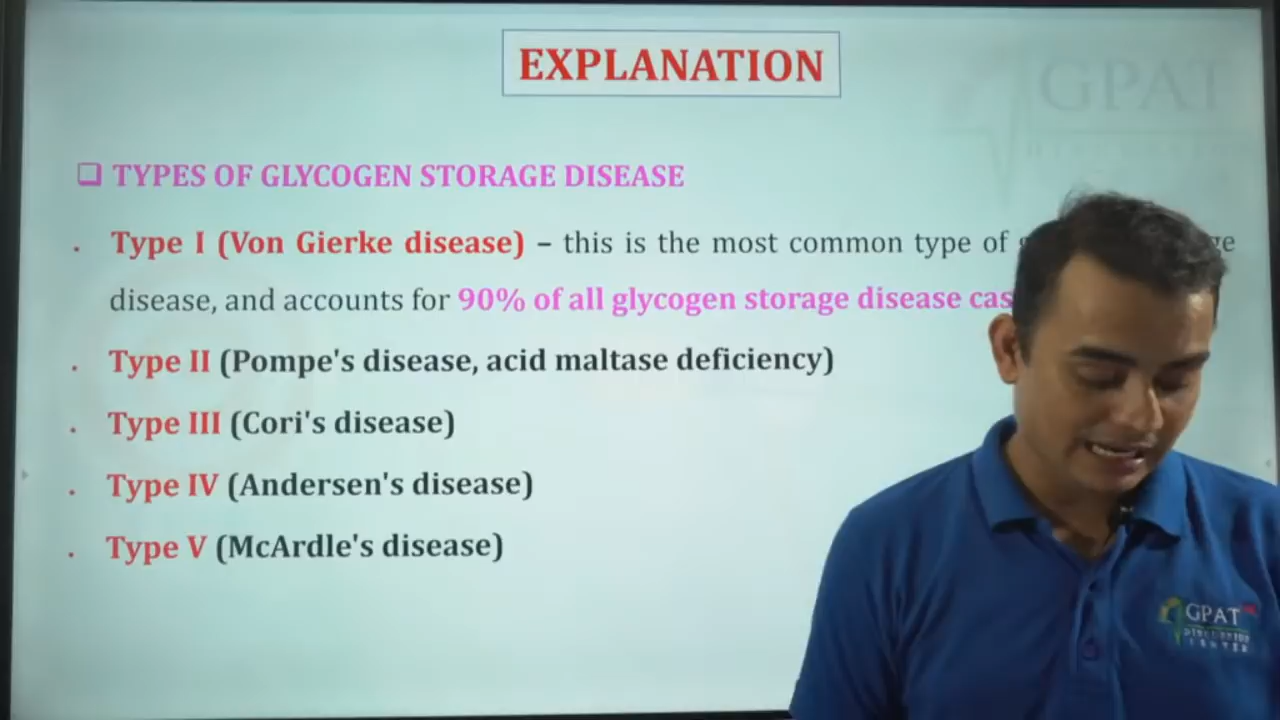 EXPLANATION
GPAT
❑ TYPES OF GLYCOGEN STORAGE DISEASE
. Type I (Von Gierke disease) – this is the most common type of
disease, and accounts for 90% of all glycogen storage disease
. Type II (Pompe's disease, acid maltase deficiency)
. Type III (Cori's disease)
. Type IV (Andersen's disease)
. Type V (McArdle's disease)
GPAT
DISCUSSION
CENTER